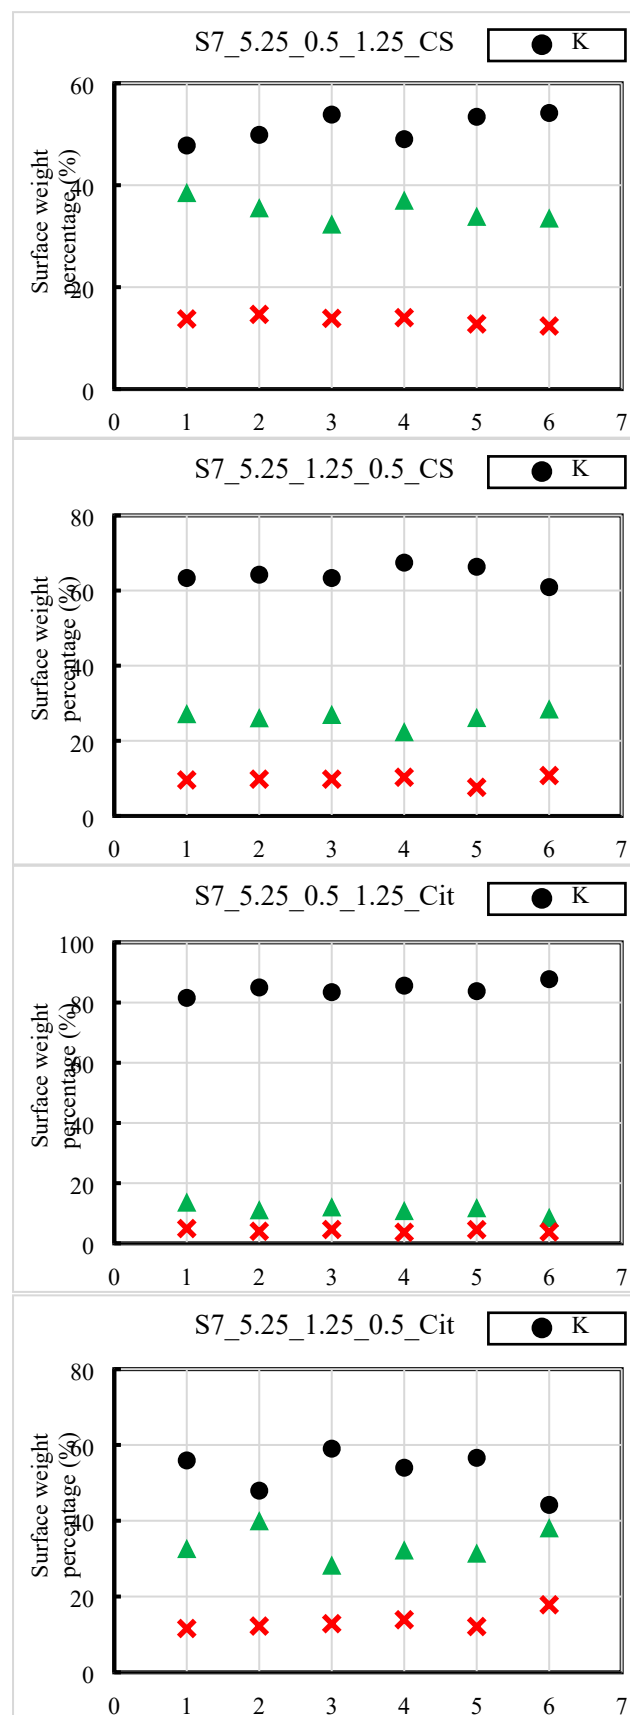 S7_5.25_0.5_1.25_CS
K
Surface weight
percentage (%)
60
40
20
0
0 1 2 3 4 5 6 7
S7_5.25_1.25_0.5_CS
K
Surface weight
percentage (%)
80
60
40
20
0
0 1 2 3 4 5 6 7
S7_5.25_0.5_1.25_Cit
K
Surface weight
percentage (%)
100
80
60
40
20
0
0 1 2 3 4 5 6 7
S7_5.25_1.25_0.5_Cit
K
Surface weight
percentage (%)
80
60
40
20
0
0 1 2 3 4 5 6 7